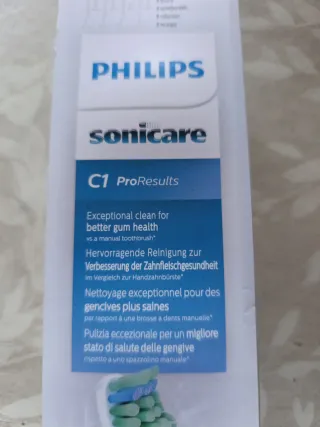 PHILIPS
sonicare
C1 ProResults
Exceptional clean for
better gum health
vs a manual toothbrush*
Hervorragende Reinigung zur
Verbesserung der Zahnfleischgesundheit
im Vergleich zur Handzahnbürste*
Nettoyage exceptionnel pour des
gencives plus saines
par rapport à une brosse à dents manuelle*
Pulizia eccezionale per un migliore
stato di salute delle gengive
rispetto a uno spazzolino manuale*